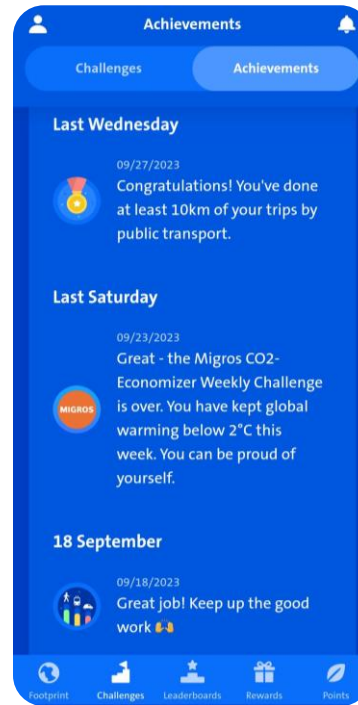 Achievements
Challenges
Achievements
Last Wednesday
09/27/2023
Congratulations! You've done
at least 10km of your trips by
public transport.
Last Saturday
09/23/2023
Great - the Migros CO2-
Economizer Weekly Challenge
MIGROS
is over. You have kept global
warming below 2°C this
week. You can be proud of
yourself.
18 September
09/18/2023
Great job! Keep up the good
work 🙌
Footprint
Challenges
Leaderboards
Rewards
Points